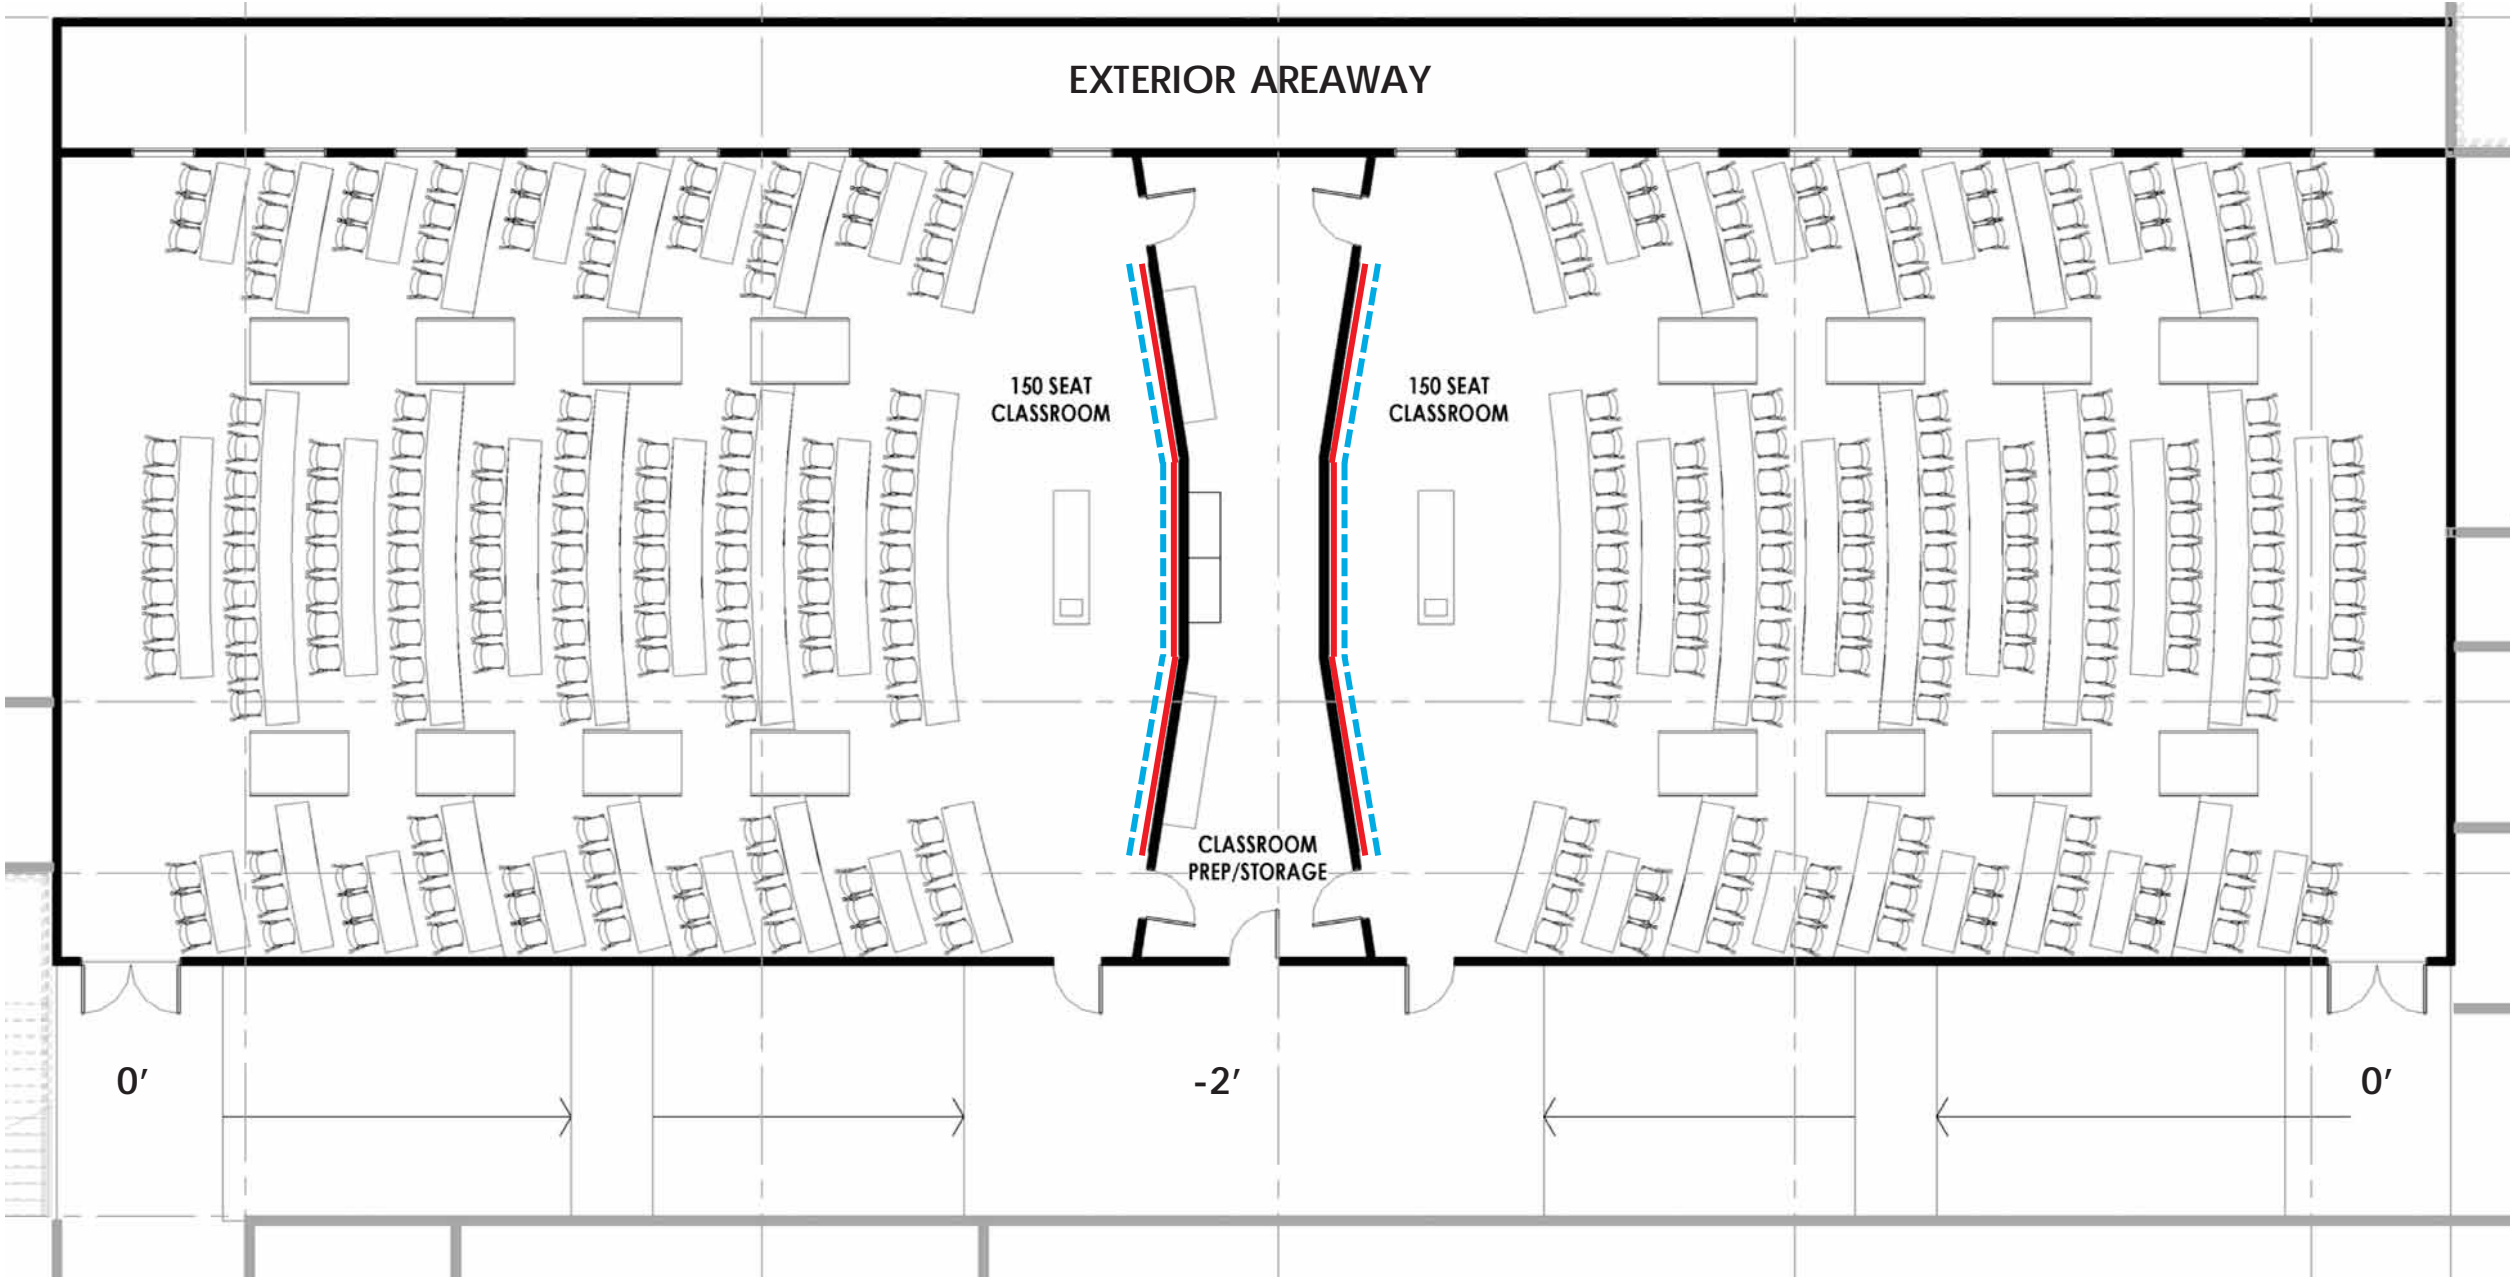 EXTERIOR AREAWAY
150 SEAT
CLASSROOM
150 SEAT
CLASSROOM
CLASSROOM
PREP/STORAGE
0'
-2'
0'